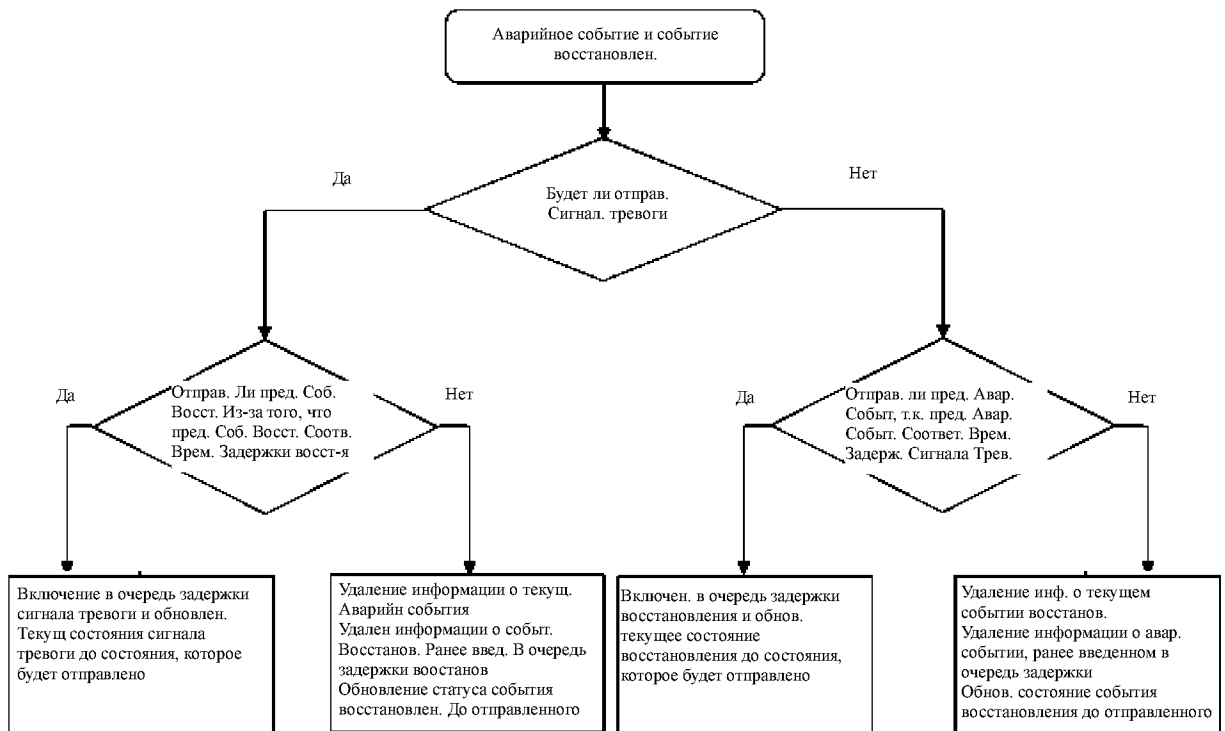 Аварийное событие и событие
восстановлен.
Да
Нет
Будет ли отправ.
Сигнал. тревоги
Да
Отправ. Ли пред. Соб.
Восст. Из-за того, что
пред. Соб. Восст. Соотв.
Врем. Задержки восст-я
Нет
Да
Отправ. ли пред. Авар.
Событ, т.к. пред. Авар.
Событ. Соответ. Врем.
Задерж. Сигнала Трев.
Нет
Включение в очередь задержки
сигнала тревоги и обновлен.
Текущ состояния сигнала
тревоги до состояния, которое
будет отправлено
Удаление информации о текущ.
Аварийн события
Удален информации о событ.
Восстанов. Ранее введ. В очередь
задержки воостанов
Обновление статуса события
восстановлен. До отправленного
Включен. в очередь задержки
восстановления и обнов.
текущее состояние
восстановления до состояния,
которое будет отправлено
Удаление инф. о текущем
событии восстанов.
Удаление информации о авар.
событии, ранее введенном в
очередь задержки
Обнов. состояние события
восстановления до отправленного